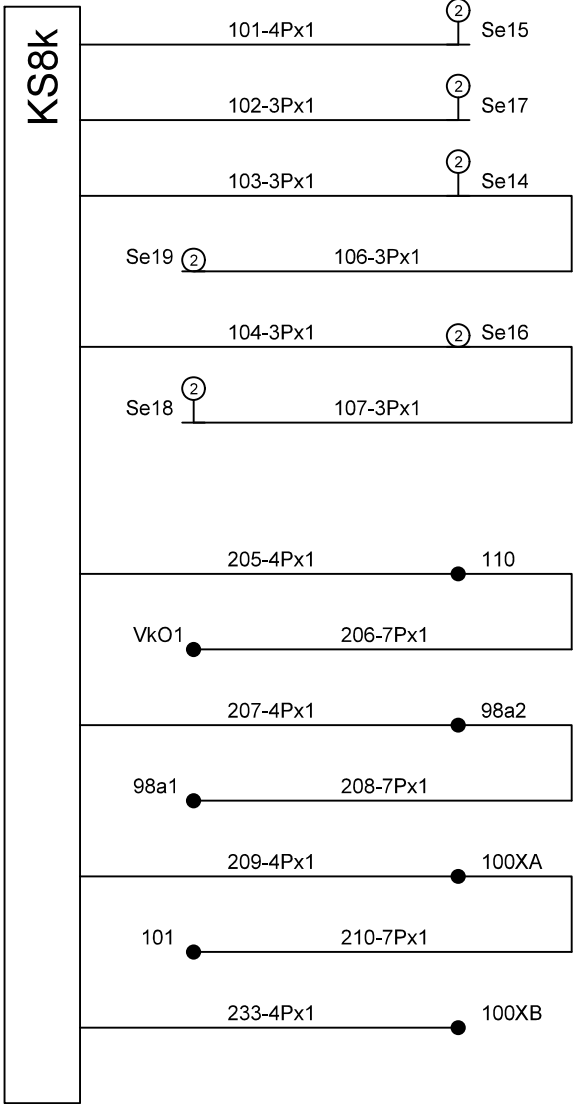 KS8k
2
101-4Px1
Se15
2
102-3Px1
Se17
2
103-3Px1
Se14
Se19
2
106-3Px1
104-3Px1
2
Se16
2
Se18
107-3Px1
205-4Px1
110
VkO1
206-7Px1
207-4Px1
98a2
98a1
208-7Px1
209-4Px1
100XA
101
210-7Px1
233-4Px1
100XB